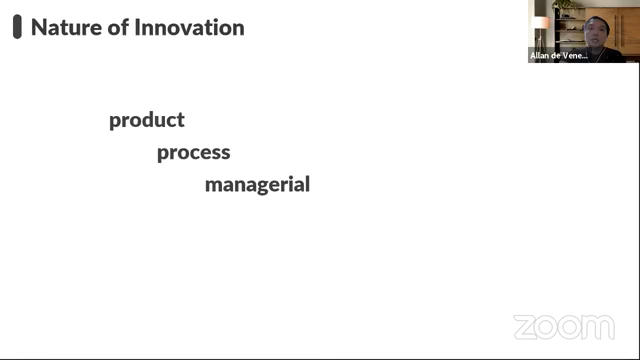 Nature of Innovation
Allan de Vene...
product
process
managerial
zoom